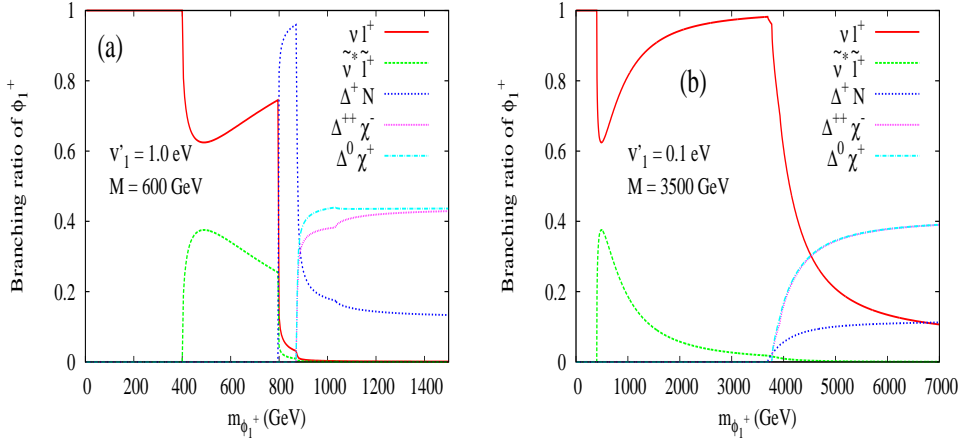 Branching ratio of ϕ₁⁺
1
0.8
0.6
0.4
0.2
0
(a)
ν l⁺
ν̃* l̃⁺
Δ⁺ N
Δ⁺⁺ χ⁻
Δ⁰ χ⁺
v'₁ = 1.0 eV
M = 600 GeV
0 200 400 600 800 1000 1200 1400
m_ϕ₁⁺ (GeV)
Branching ratio of ϕ₁⁺
1
0.8
0.6
0.4
0.2
0
(b)
ν l⁺
ν̃* l̃⁺
Δ⁺ N
Δ⁺⁺ χ⁻
Δ⁰ χ⁺
v'₁ = 0.1 eV
M = 3500 GeV
0 1000 2000 3000 4000 5000 6000 7000
m_ϕ₁⁺ (GeV)